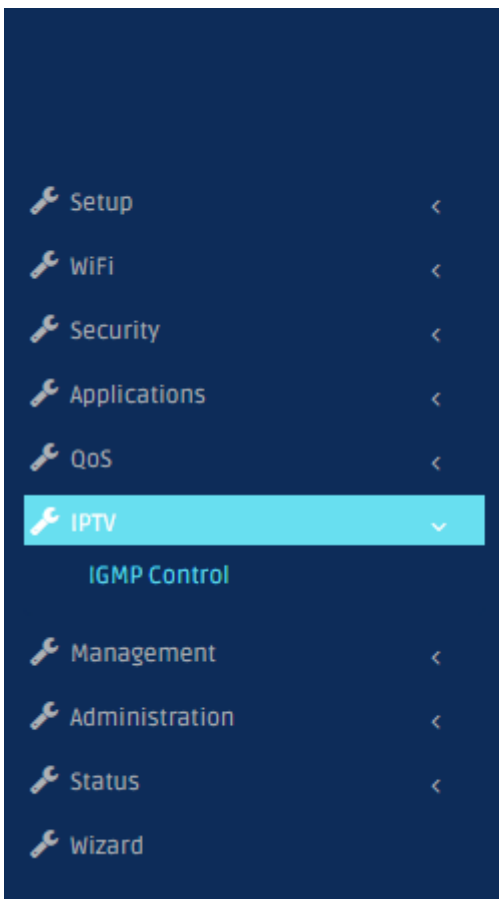 Setup
WiFi
Security
Applications
QoS
IPTV
IGMP Control
Management
Administration
Status
Wizard